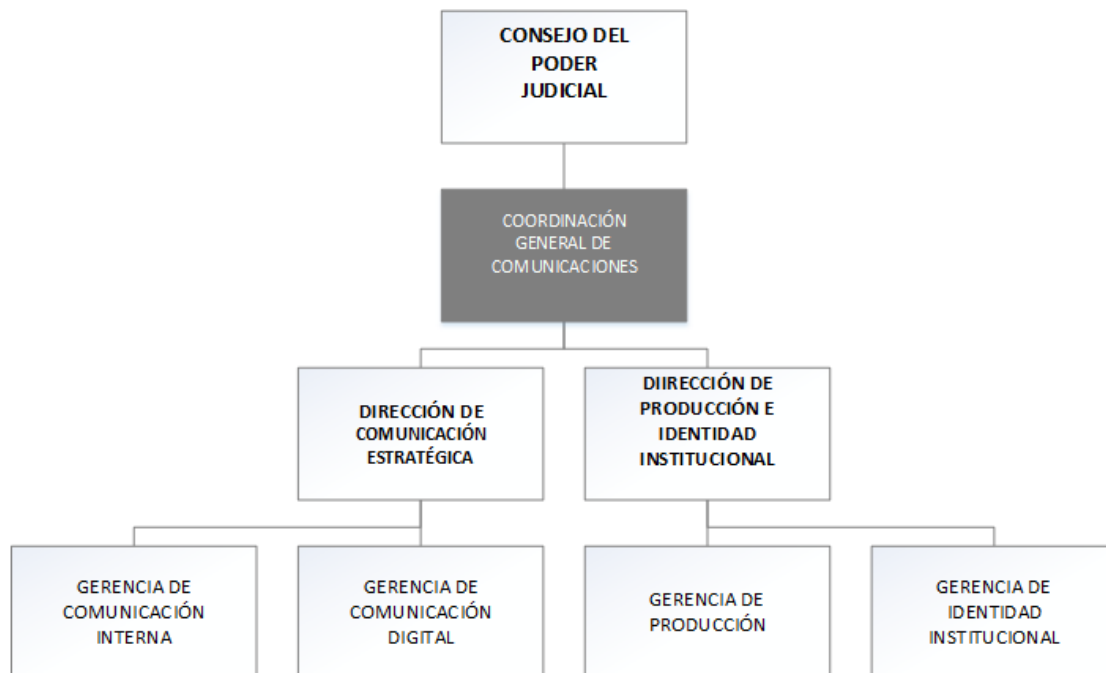 CONSEJO DEL
PODER
JUDICIAL
COORDINACIÓN
GENERAL DE
COMUNICACIONES
DIRECCIÓN DE
COMUNICACIÓN
ESTRATÉGICA
DIIRECCIÓN DE
PRODUCCIÓN E
IDENTIDAD
INSTITUCIONAL
GERENCIA DE
COMUNICACIÓN
INTERNA
GERENCIA DE
COMUNICACIÓN
DIGITAL
GERENCIA DE
PRODUCCIÓN
GERENCIA DE
IDENTIDAD
INSTITUCIONAL